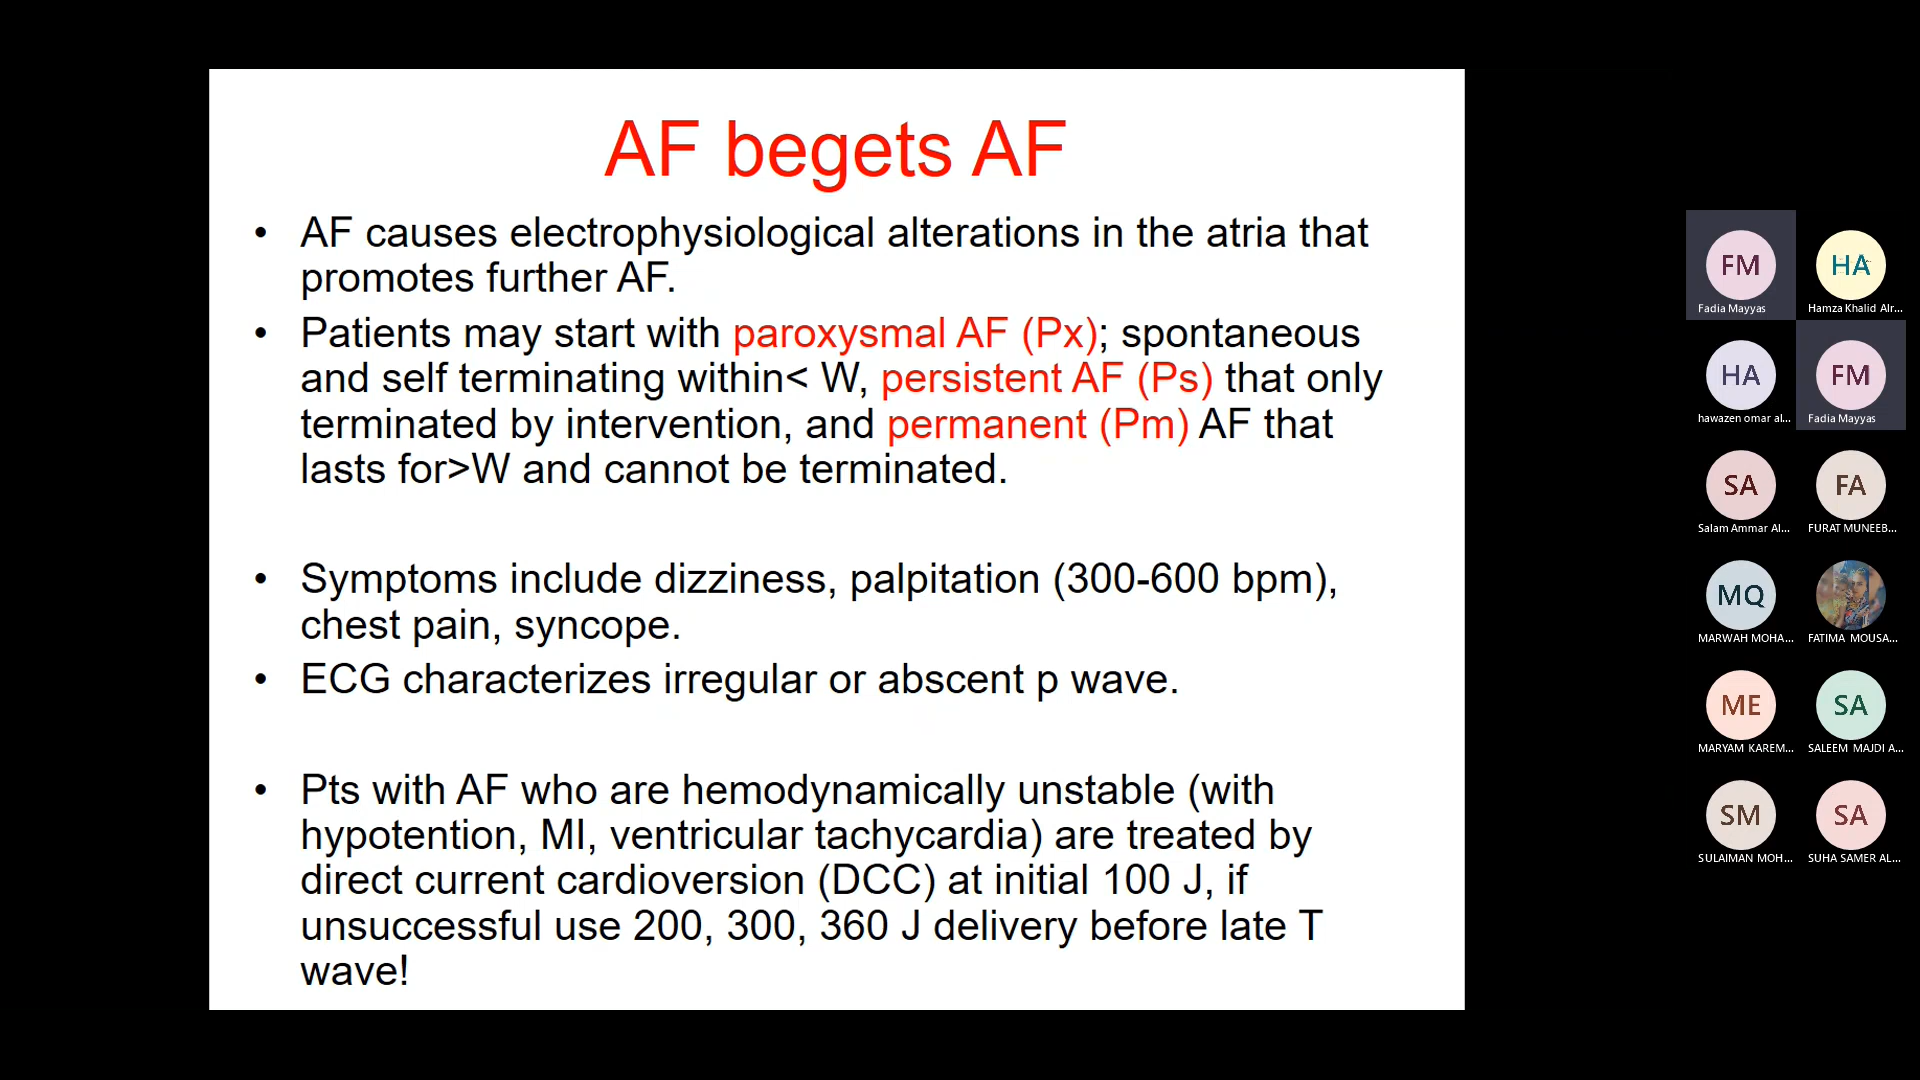 AF begets AF
• AF causes electrophysiological alterations in the atria that
promotes further AF.
• Patients may start with paroxysmal AF (Px); spontaneous
and self terminating within< W, persistent AF (Ps) that only
terminated by intervention, and permanent (Pm) AF that
lasts for>W and cannot be terminated.
• Symptoms include dizziness, palpitation (300-600 bpm),
chest pain, syncope.
• ECG characterizes irregular or abscent p wave.
• Pts with AF who are hemodynamically unstable (with
hypotention, MI, ventricular tachycardia) are treated by
direct current cardioversion (DCC) at initial 100 J, if
unsuccessful use 200, 300, 360 J delivery before late T
wave!
FM HA
Fadia Mayyas Hamza Khalid Alr...
HA FM
hawazen omar al... Fadia Mayyas
SA FA
Salam Ammar Al... FURAT MUNEEB...
MQ
MARWAH MOHA... FATIMA MOUSA...
ME SA
MARYAM KAREM... SALEEM MAJDI A...
SM SA
SULAIMAN MOH... SUHA SAMER AL...